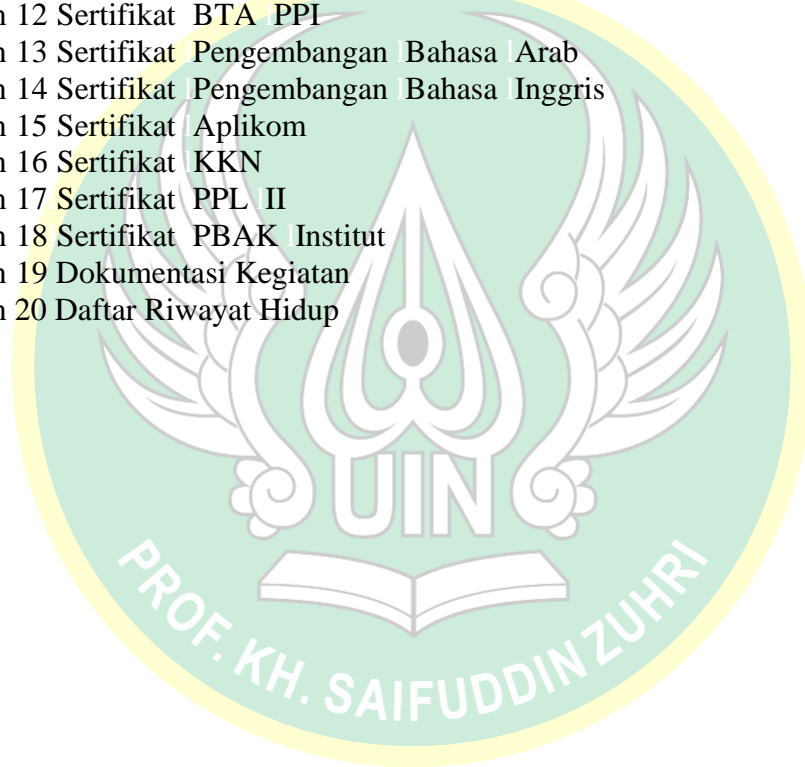 n 12 Sertifikat BTA PPI
n 13 Sertifikat Pengembangan Bahasa Arab
n 14 Sertifikat Pengembangan Bahasa Inggris
n 15 Sertifikat Aplikom
n 16 Sertifikat KKN
n 17 Sertifikat PPL II
n 18 Sertifikat PBAK Institut
n 19 Dokumentasi Kegiatan
n 20 Daftar Riwayat Hidup
UIN
PROF. KH. SAIFUDDIN ZUHRI